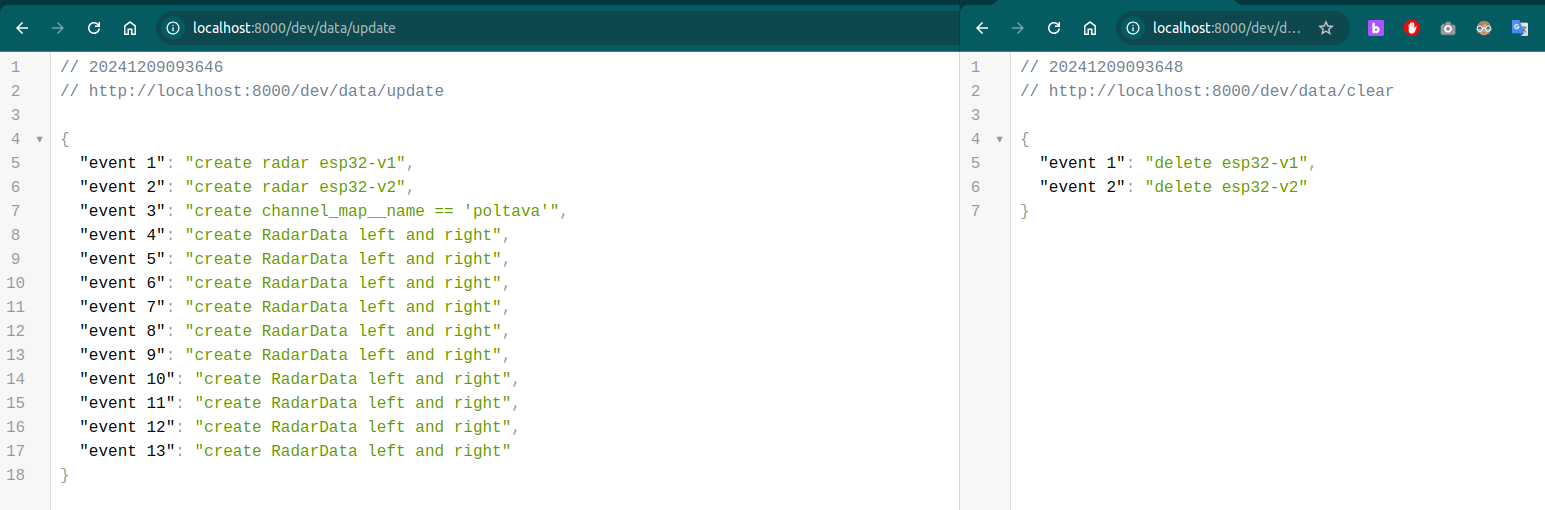 localhost:8000/dev/data/update
1 // 20241209093646
2 // http://localhost:8000/dev/data/update
3
4 {
5 "event 1": "create radar esp32-v1",
6 "event 2": "create radar esp32-v2",
7 "event 3": "create channel_map__name == 'poltava'",
8 "event 4": "create RadarData left and right",
9 "event 5": "create RadarData left and right",
10 "event 6": "create RadarData left and right",
11 "event 7": "create RadarData left and right",
12 "event 8": "create RadarData left and right",
13 "event 9": "create RadarData left and right",
14 "event 10": "create RadarData left and right",
15 "event 11": "create RadarData left and right",
16 "event 12": "create RadarData left and right",
17 "event 13": "create RadarData left and right"
18 }
localhost:8000/dev/d...
1 // 20241209093648
2 // http://localhost:8000/dev/data/clear
3
4 {
5 "event 1": "delete esp32-v1",
6 "event 2": "delete esp32-v2"
7 }